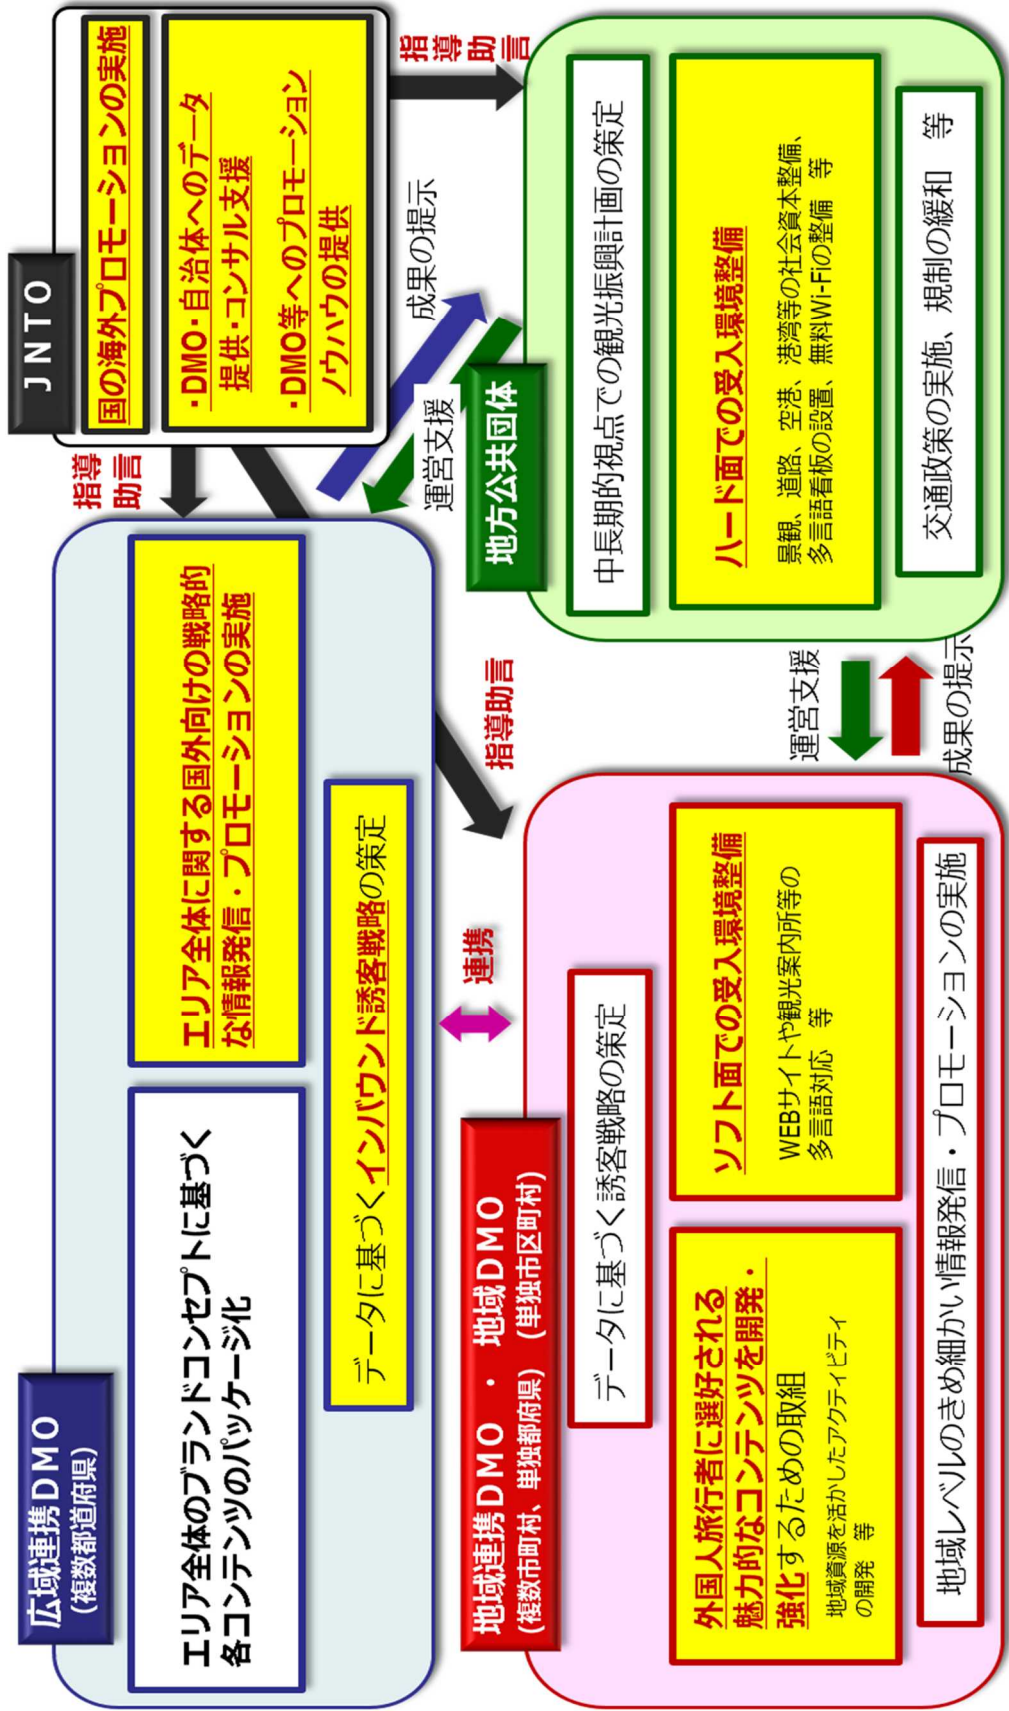 広域連携DMO
(複数都道府県)
エリア全体のブランドコンセプトに基づく
各コンテンツのパッケージ化
エリア全体に関する国外向けの戦略的
な情報発信・プロモーションの実施
データに基づくインバウンド誘客戦略の策定
指導
助言
JNTO
国の海外プロモーションの実施
・DMO・自治体へのデータ
提供・コンサル支援
・DMO等へのプロモーション
ノウハウの提供
連携
指導助言
運営支援
成果の提示
指導
助言
地域連携DMO ・ 地域DMO
(複数市町村、単独都府県) (単独市区町村)
データに基づく誘客戦略の策定
外国人旅行者に選好される
魅力的なコンテンツを開発・
強化するための取組
地域資源を活かしたアクティビティ
の開発 等
ソフト面での受入環境整備
WEBサイトや観光案内所等の
多言語対応 等
地域レベルのきめ細かい情報発信・プロモーションの実施
運営支援
成果の提示
地方公共団体
中長期的視点での観光振興計画の策定
ハード面での受入環境整備
景観、道路、空港、港湾等の社会資本整備、
多言語看板の設置、無料Wi-Fiの整備 等
交通政策の実施、規制の緩和 等